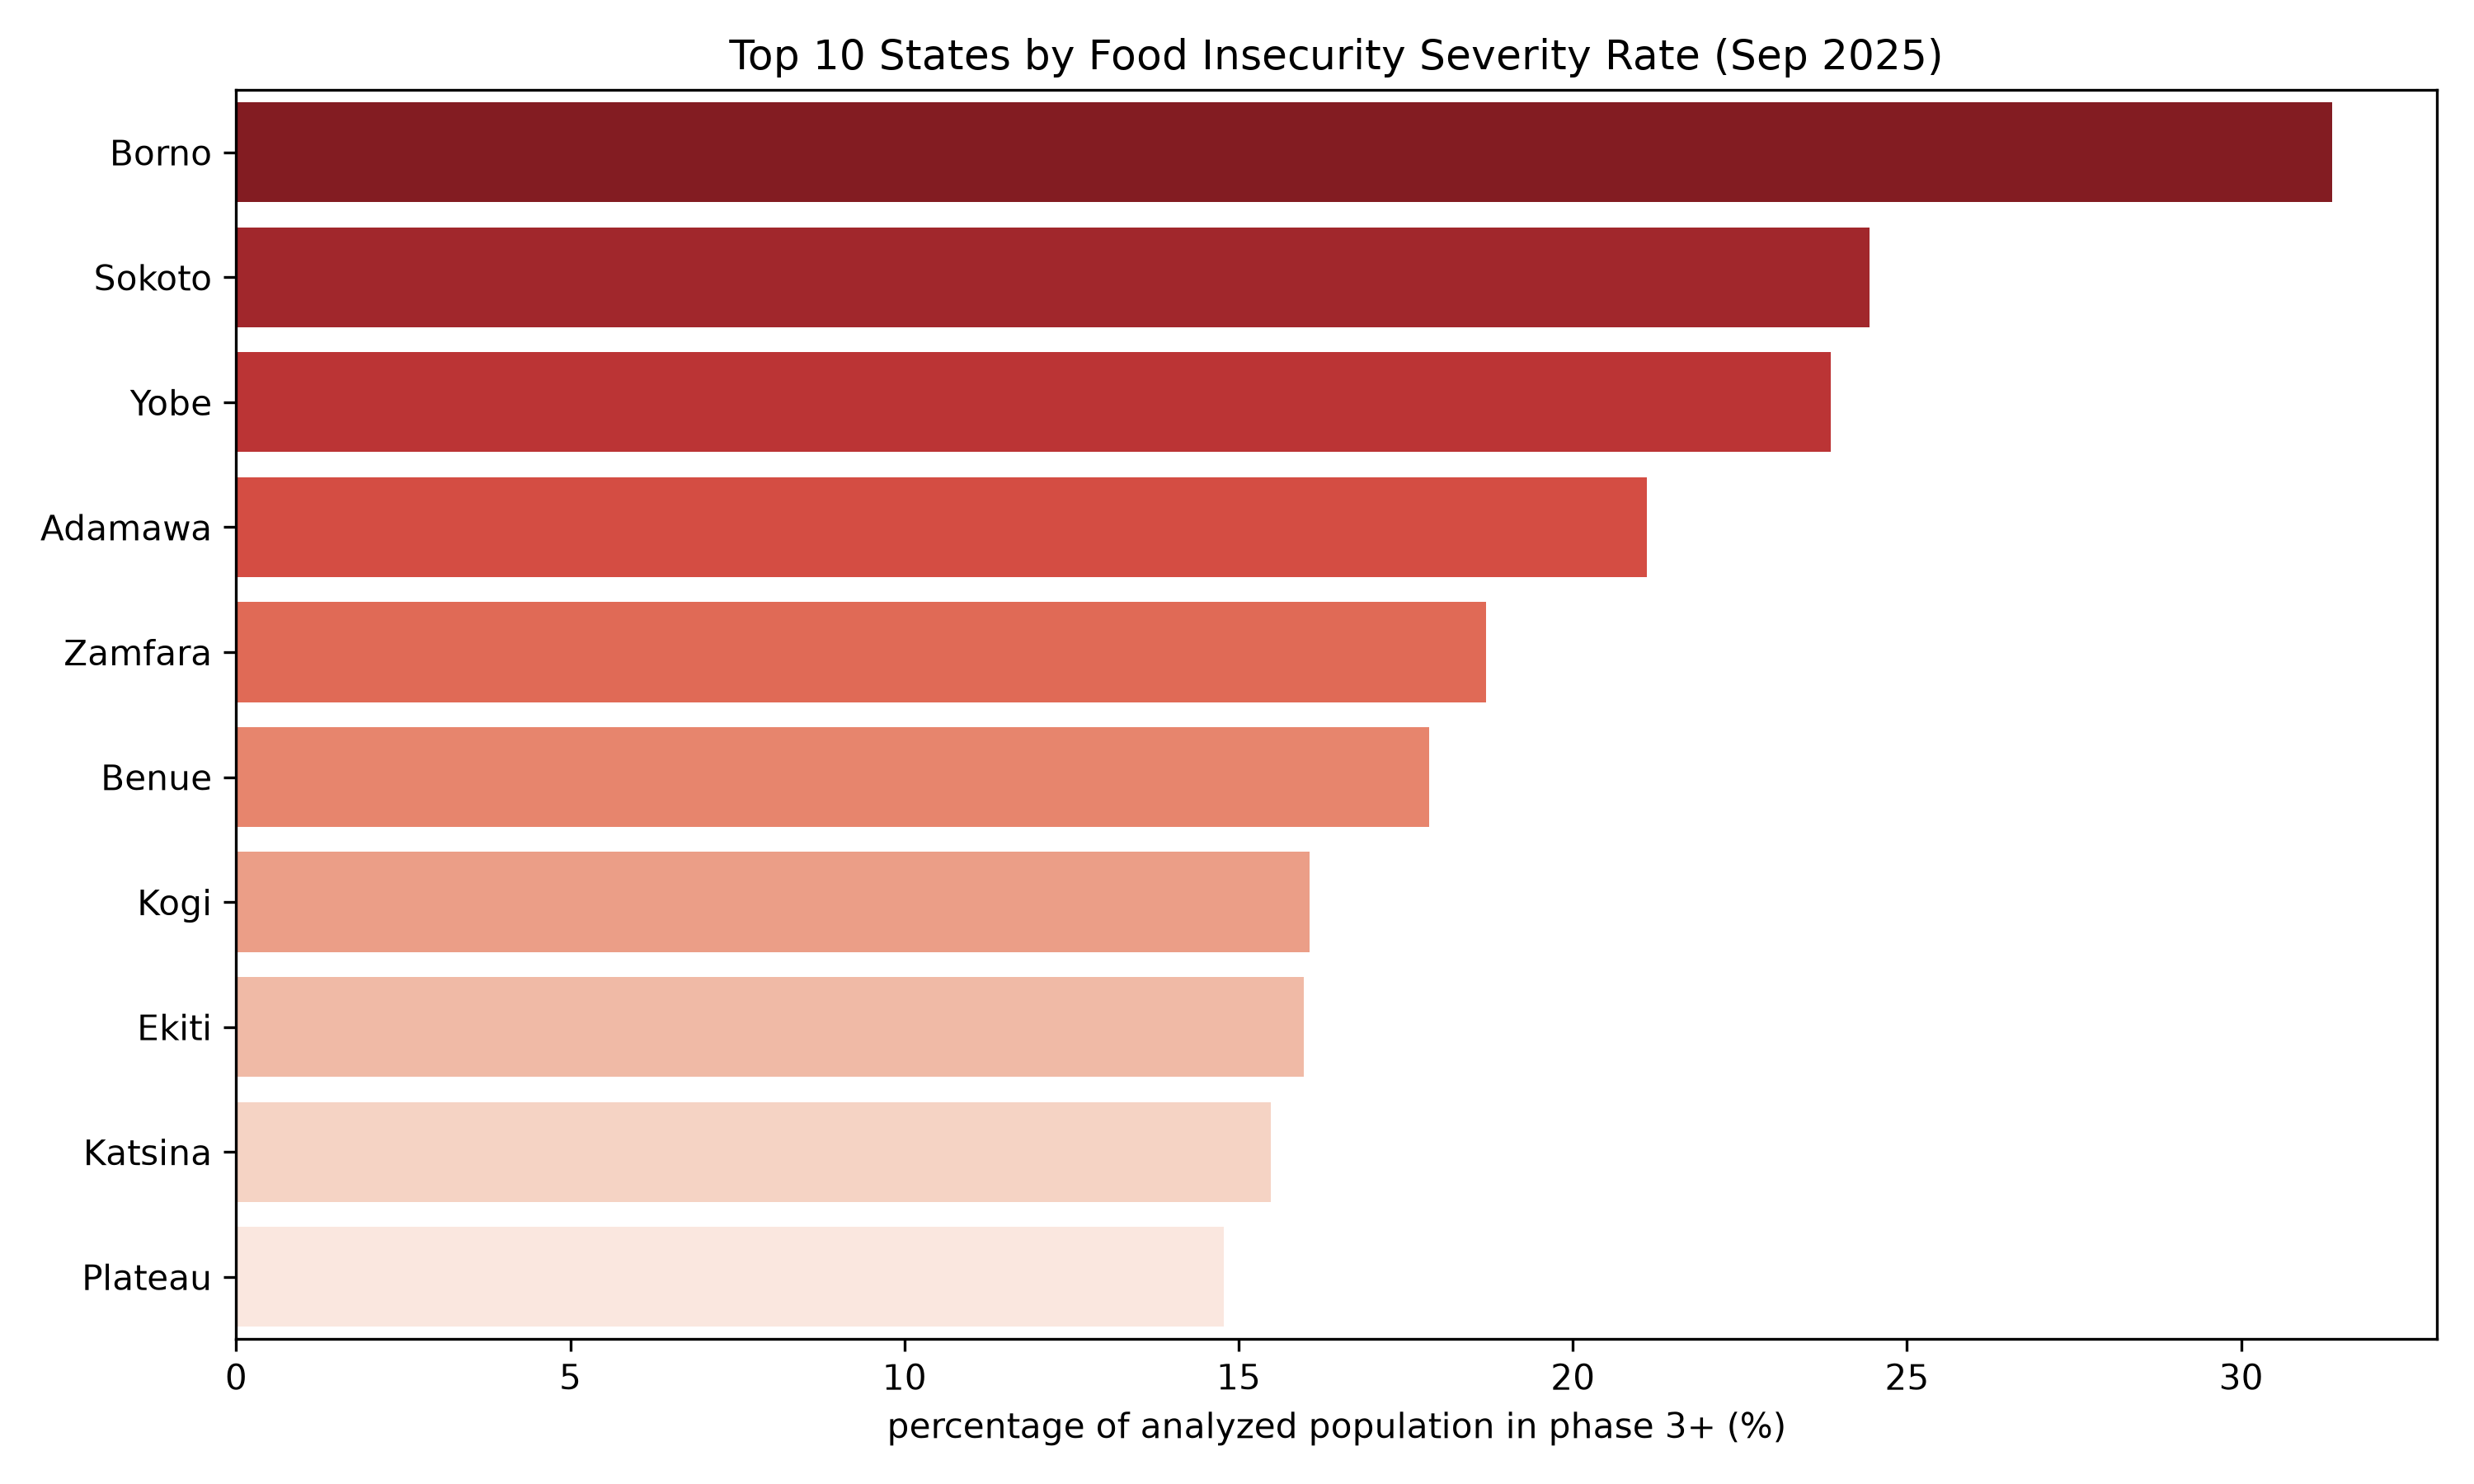 Top 10 States by Food Insecurity Severity Rate (Sep 2025)
Borno
Sokoto
Yobe
Adamawa
Zamfara
Benue
Kogi
Ekiti
Katsina
Plateau
0 5 10 15 20 25 30
percentage of analyzed population in phase 3+ (%)